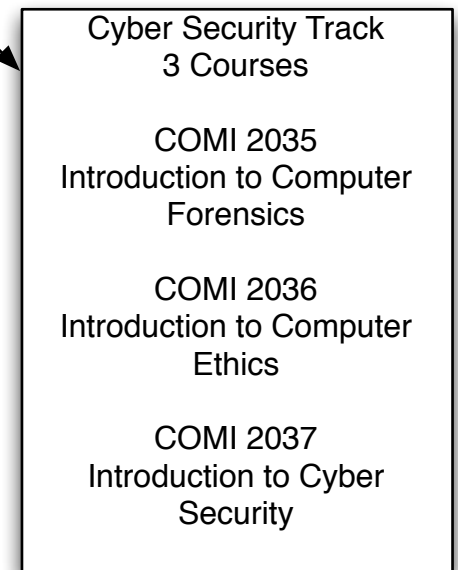 Cyber Security Track
3 Courses
COMI 2035
Introduction to Computer
Forensics
COMI 2036
Introduction to Computer
Ethics
COMI 2037
Introduction to Cyber
Security